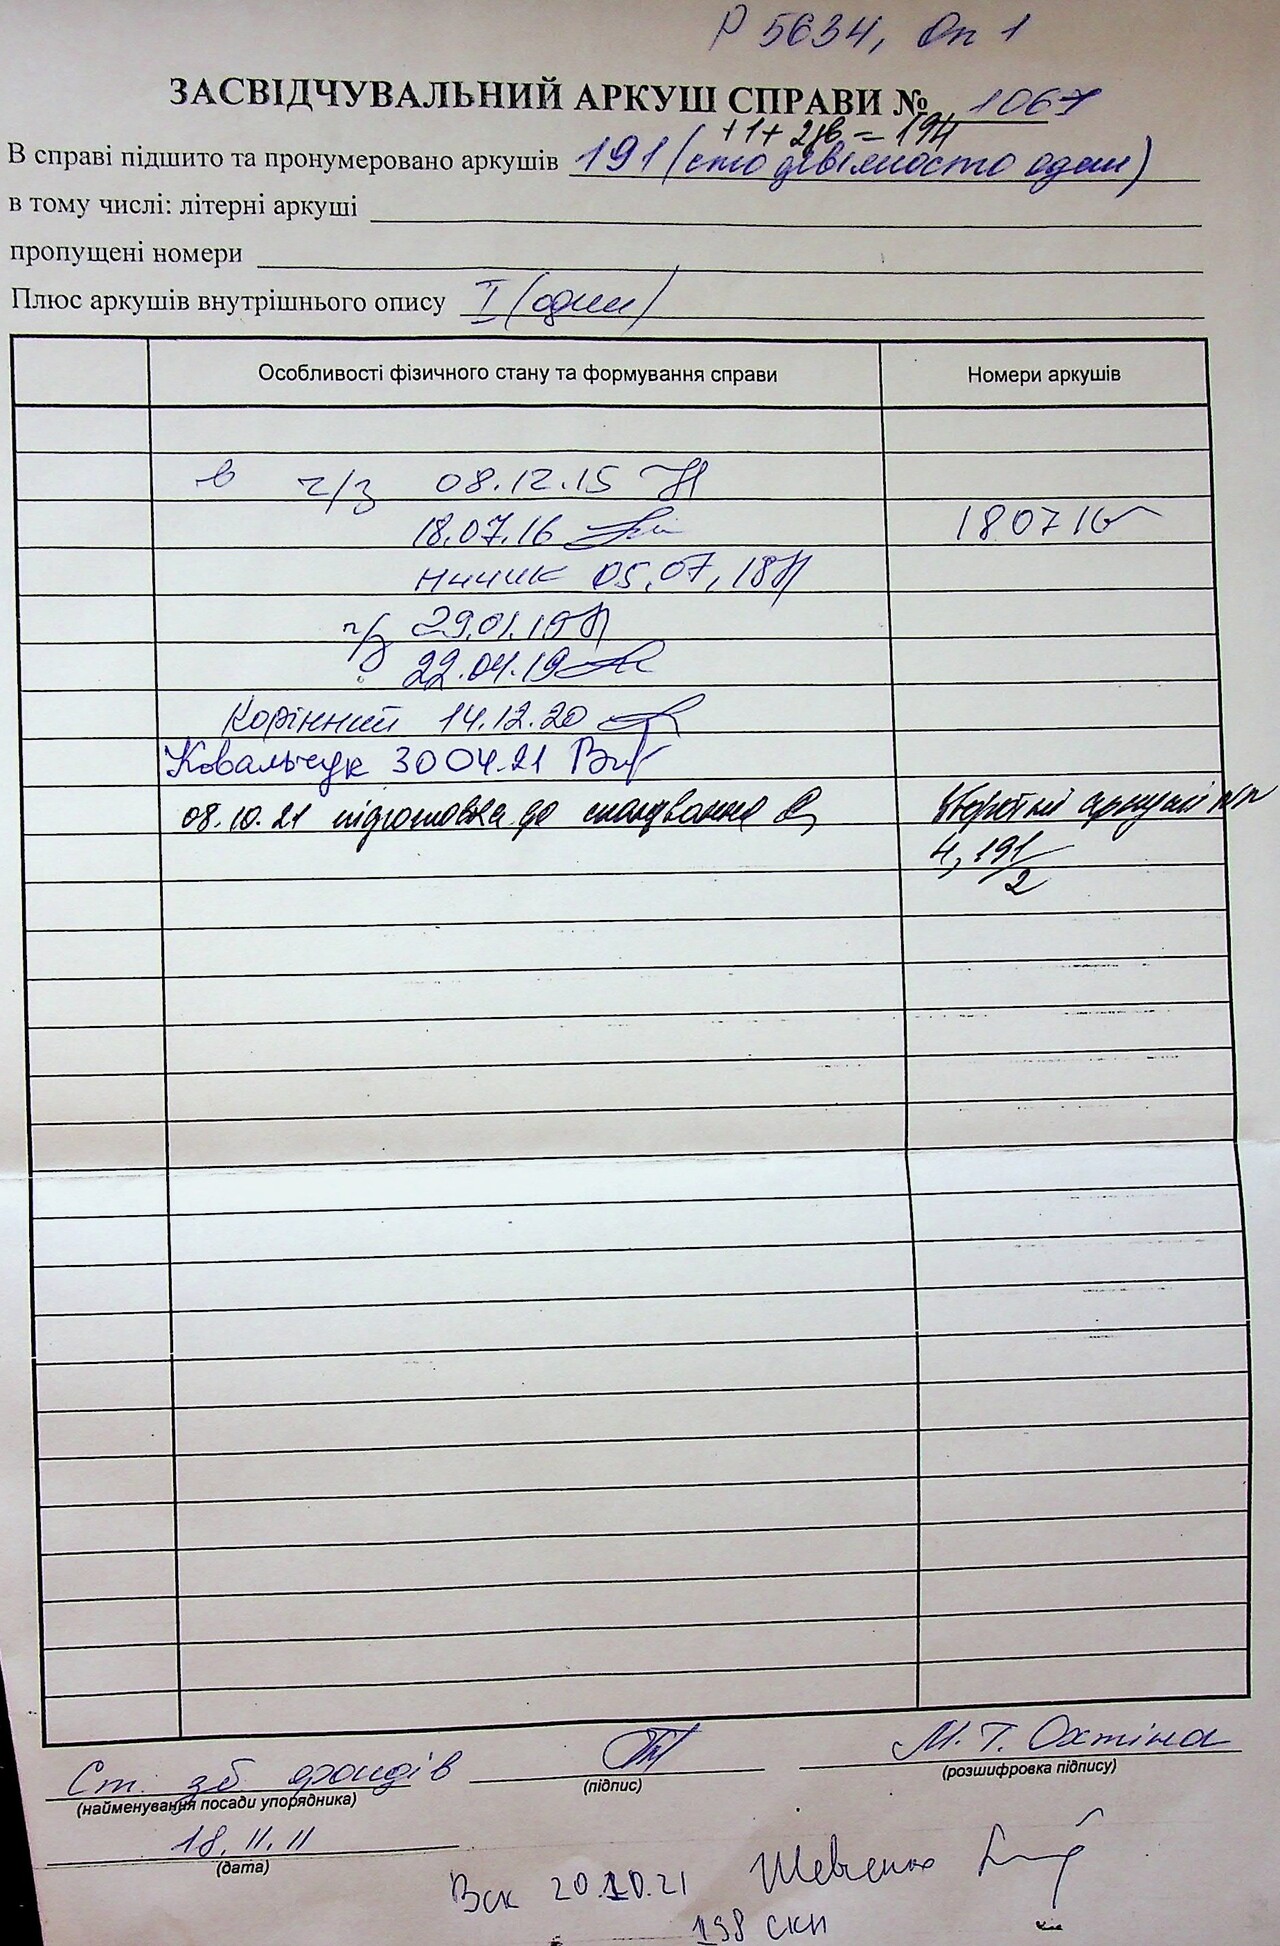 Р 5634, Оп 1
ЗАСВІДЧУВАЛЬНИЙ АРКУШ СПРАВИ № 1067
+1+ 2зв = 194
В справі підшито та пронумеровано аркушів 191 (сто дев'яносто один)
в тому числі: літерні аркуші
пропущені номери
Плюс аркушів внутрішнього опису I (один)
Особливості фізичного стану та формування справи Номери аркушів
в ч/з 08.12.15
18.07.16 180716
05.07.18
ч/з 29.01.19
22.04.19
Корінний 14.12.20
Ковальчук 30 04.21
08.10.21 підготовка до сканування Зворотні аркуші
4, 191/2
Ст. зб фондів М. Т. Охтіна
(найменування посади упорядника) (підпис) (розшифровка підпису)
18.11.11
(дата)
Вск 20.10.21 Шевченко
198 скн